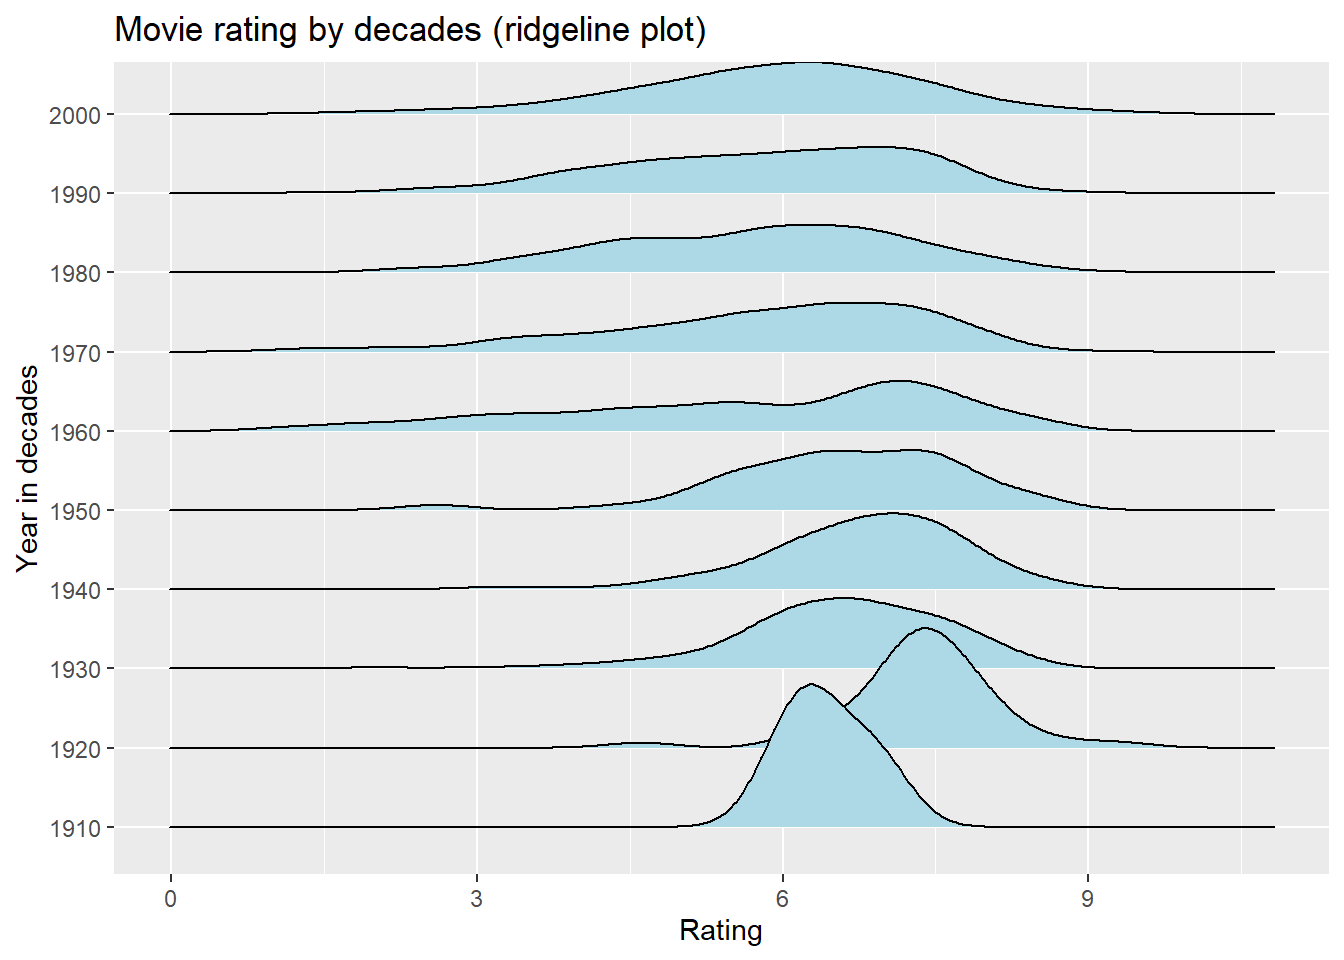 Movie rating by decades (ridgeline plot)
2000
1990
1980
1970
1960
1950
1940
1930
1920
1910
Year in decades
0 3 6 9
Rating